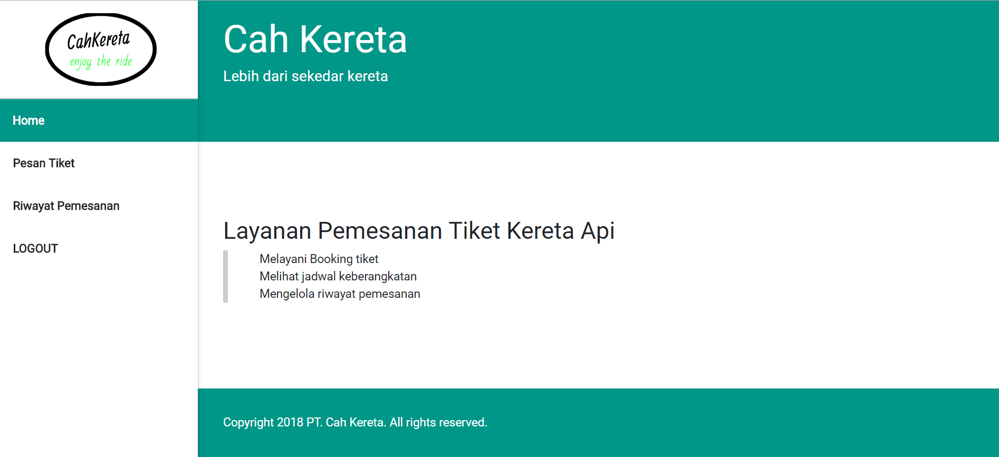 CahKereta
enjoy the ride
Home
Pesan Tiket
Riwayat Pemesanan
LOGOUT
Cah Kereta
Lebih dari sekedar kereta
Layanan Pemesanan Tiket Kereta Api
Melayani Booking tiket
Melihat jadwal keberangkatan
Mengelola riwayat pemesanan
Copyright 2018 PT. Cah Kereta. All rights reserved.